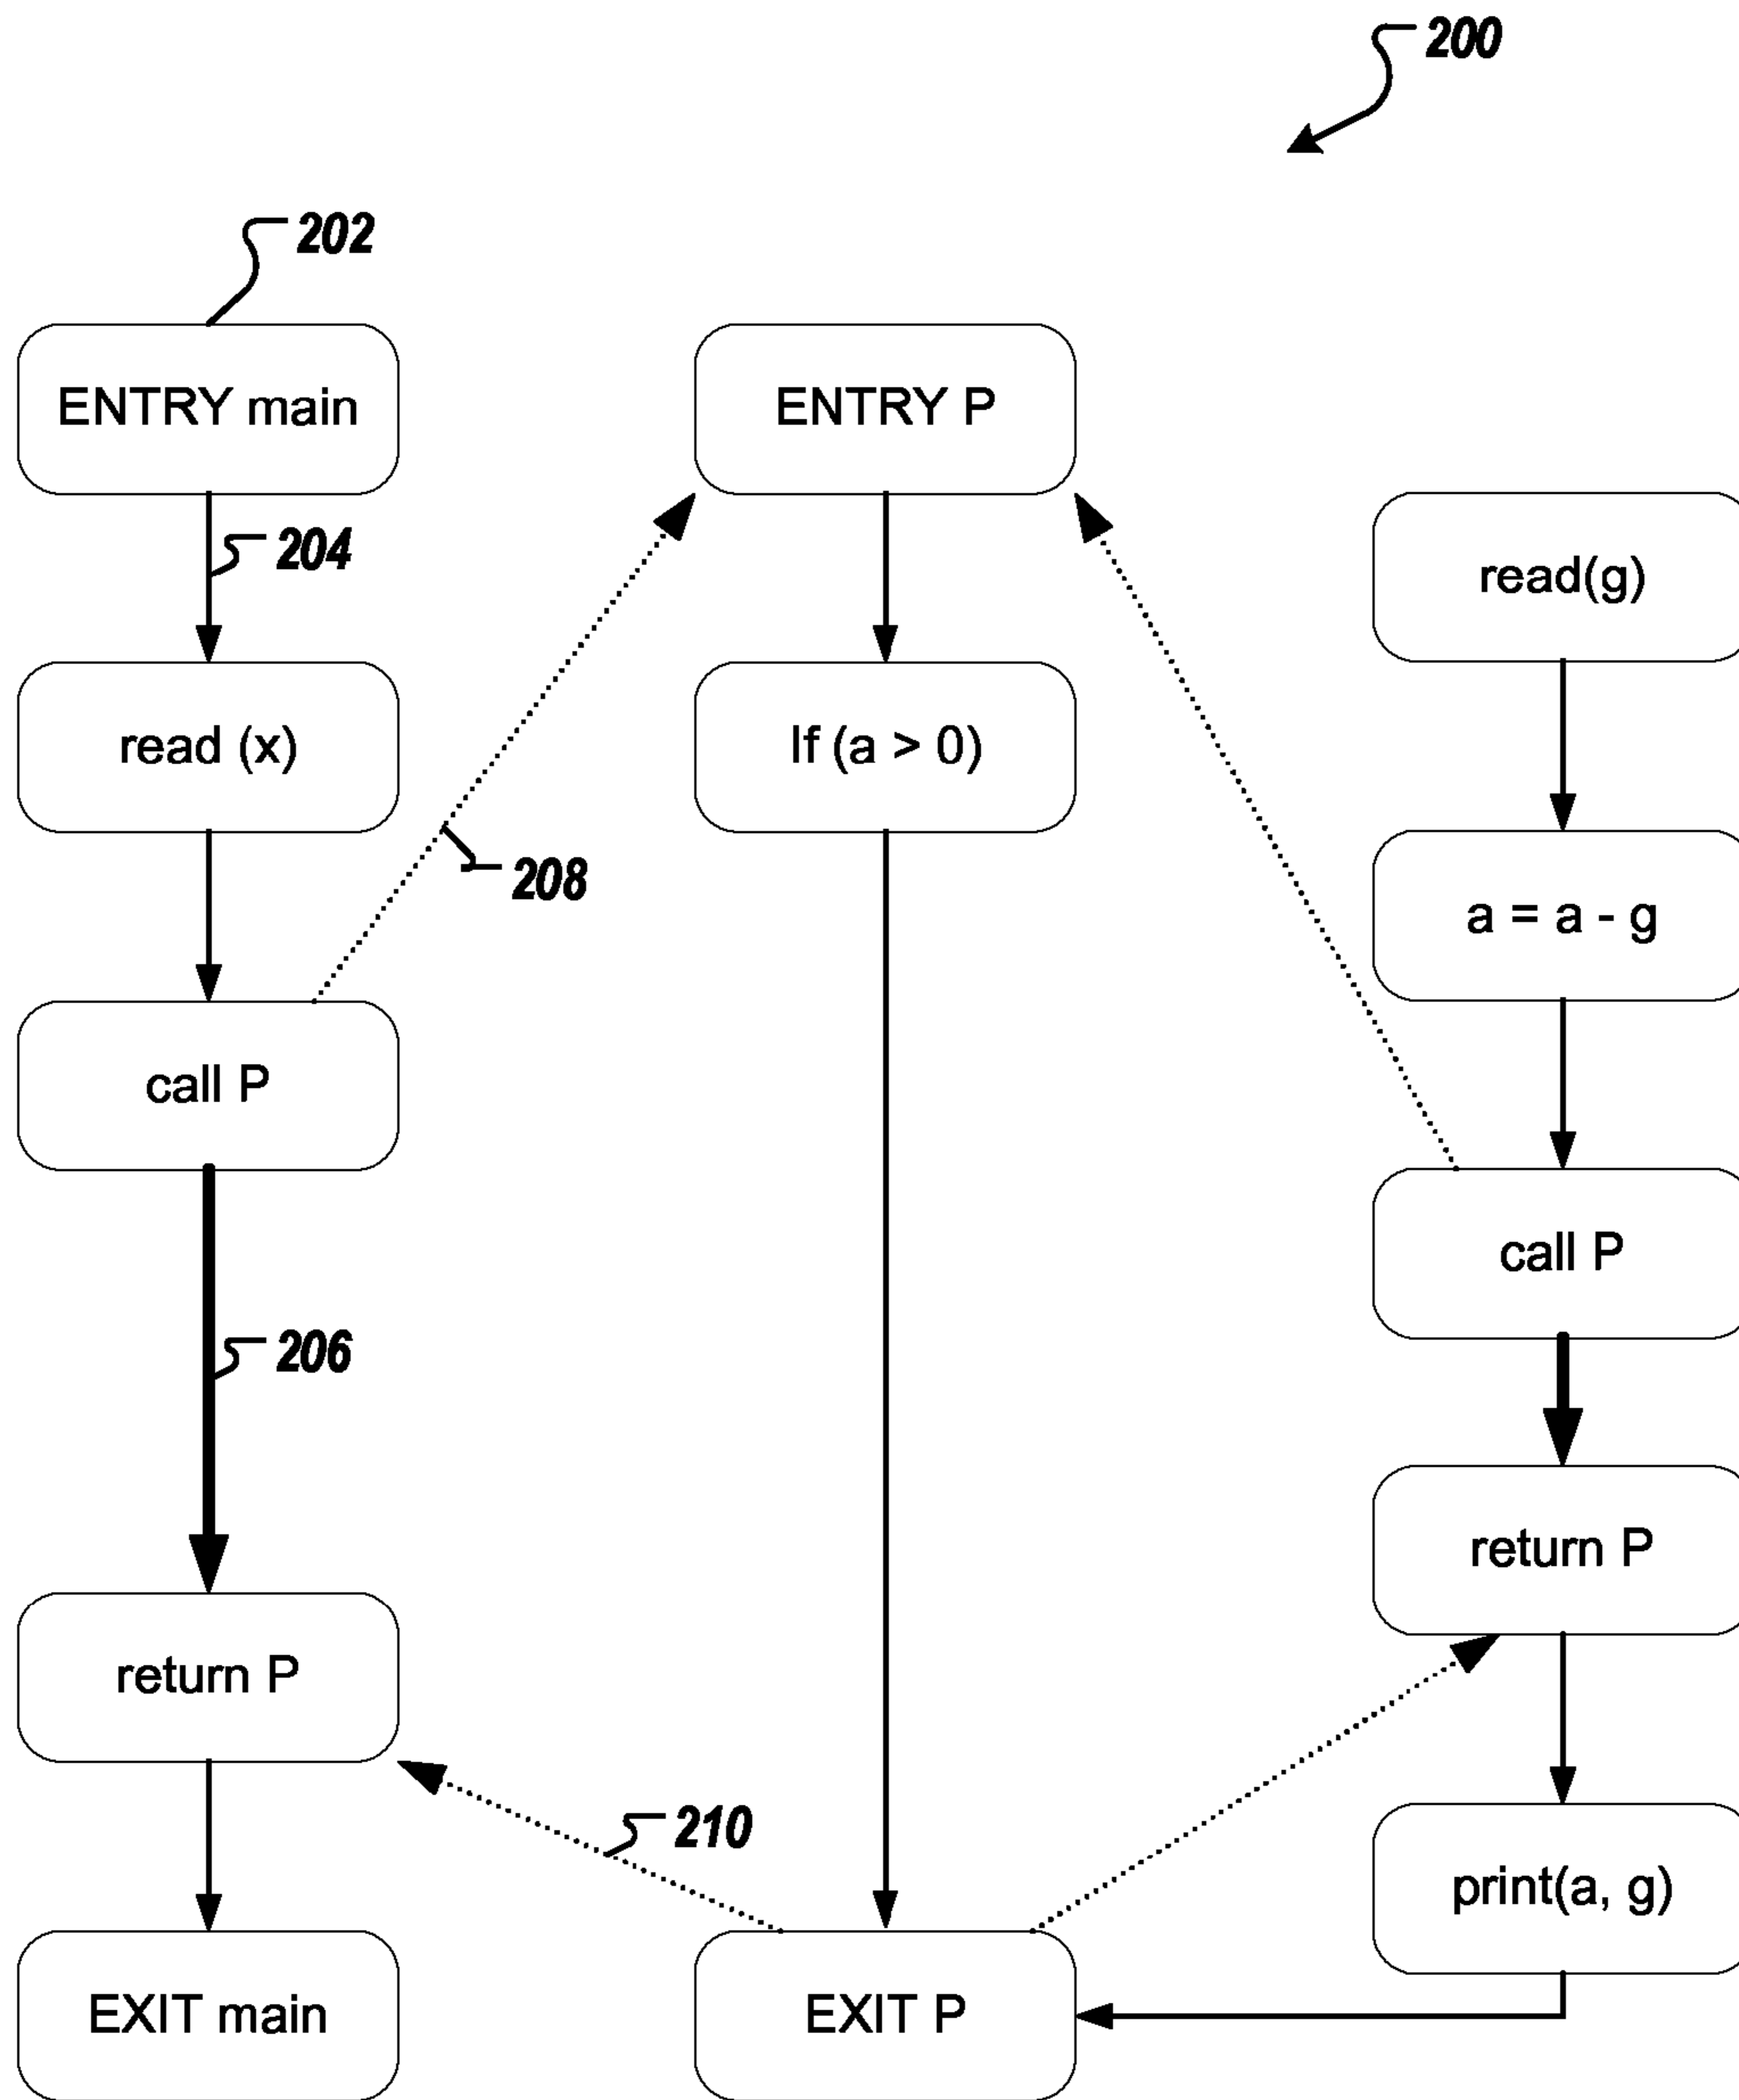 200
202
ENTRY main
ENTRY P
204
read(g)
read (x)
If (a > 0)
208
a = a - g
call P
call P
206
return P
return P
210
print(a, g)
EXIT main
EXIT P